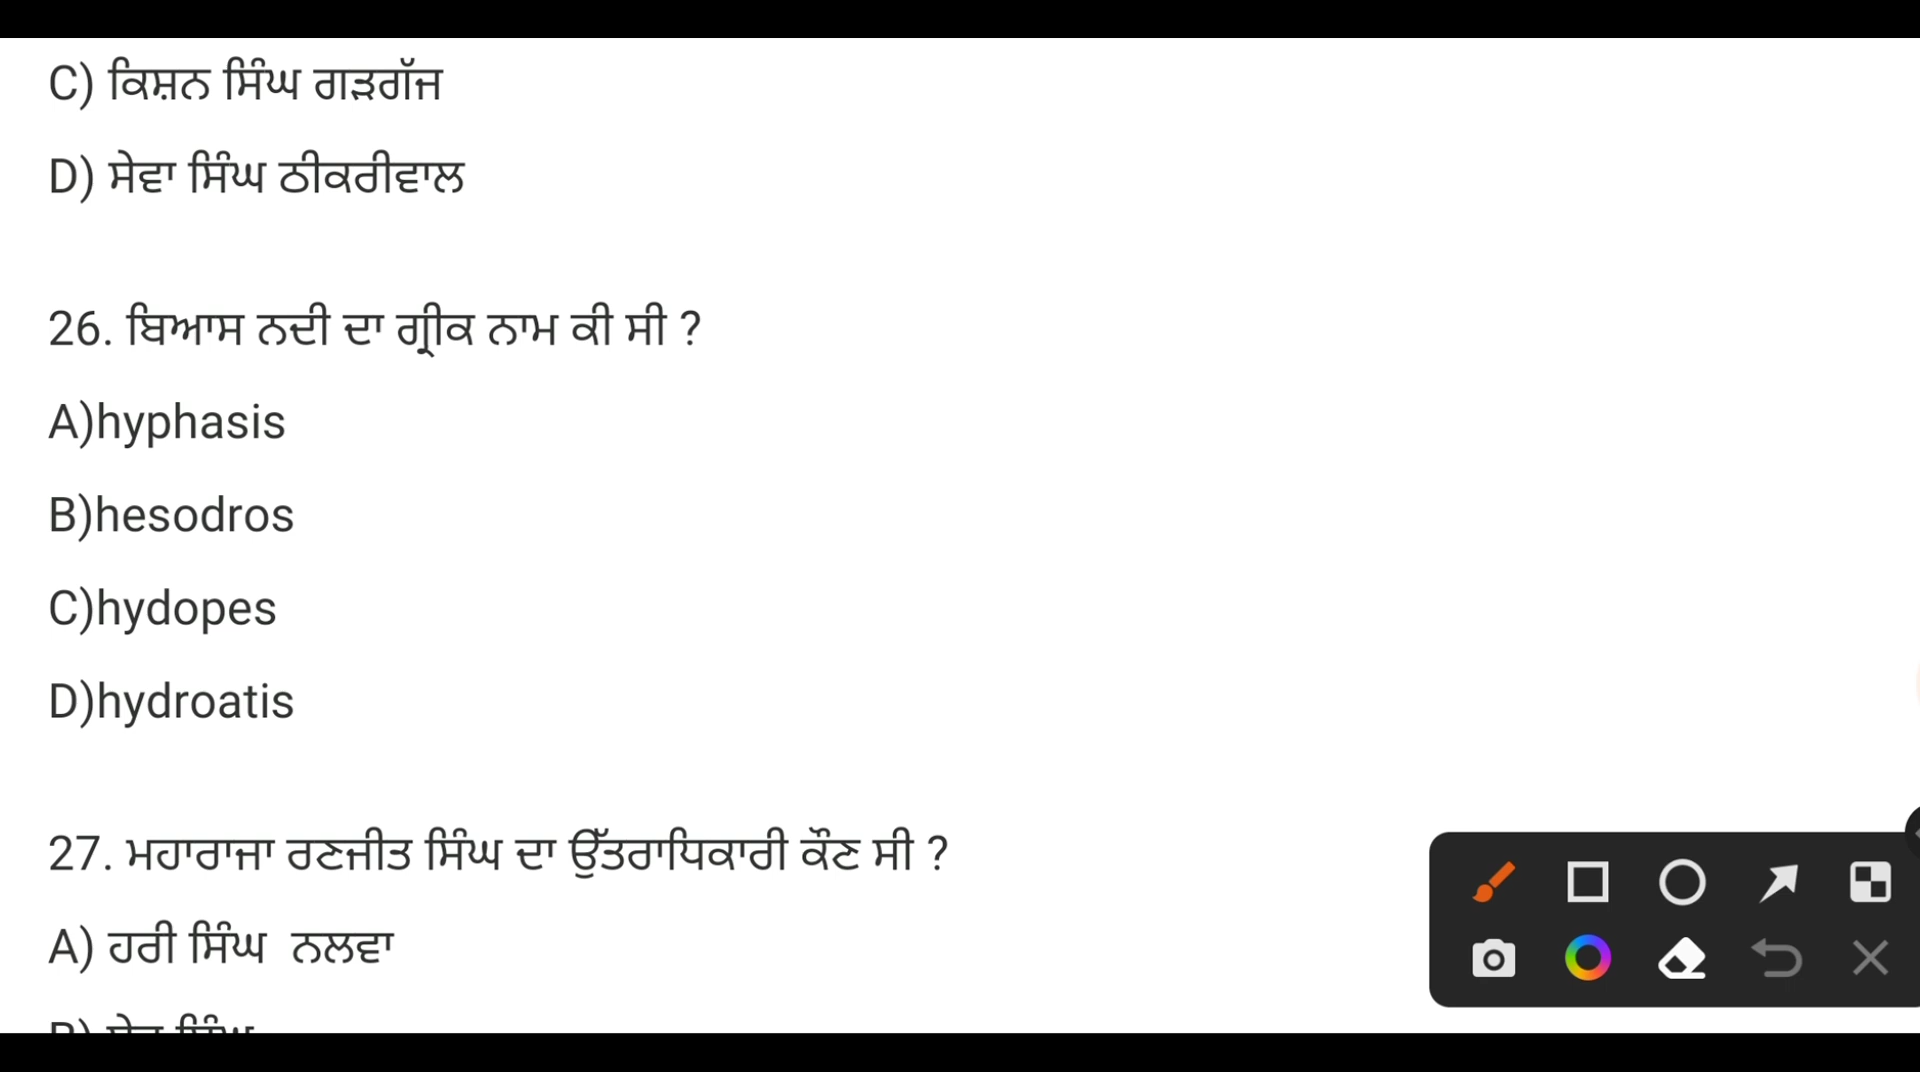 C) ਕਿਸ਼ਨ ਸਿੰਘ ਗੜਗੱਜ
D) ਸੇਵਾ ਸਿੰਘ ਠੀਕਰੀਵਾਲ
26. ਬਿਆਸ ਨਦੀ ਦਾ ਗ੍ਰੀਕ ਨਾਮ ਕੀ ਸੀ ?
A)hyphasis
B)hesodros
C)hydopes
D)hydroatis
27. ਮਹਾਰਾਜਾ ਰਣਜੀਤ ਸਿੰਘ ਦਾ ਉੱਤਰਾਧਿਕਾਰੀ ਕੌਣ ਸੀ ?
A) ਹਰੀ ਸਿੰਘ ਨਲਵਾ